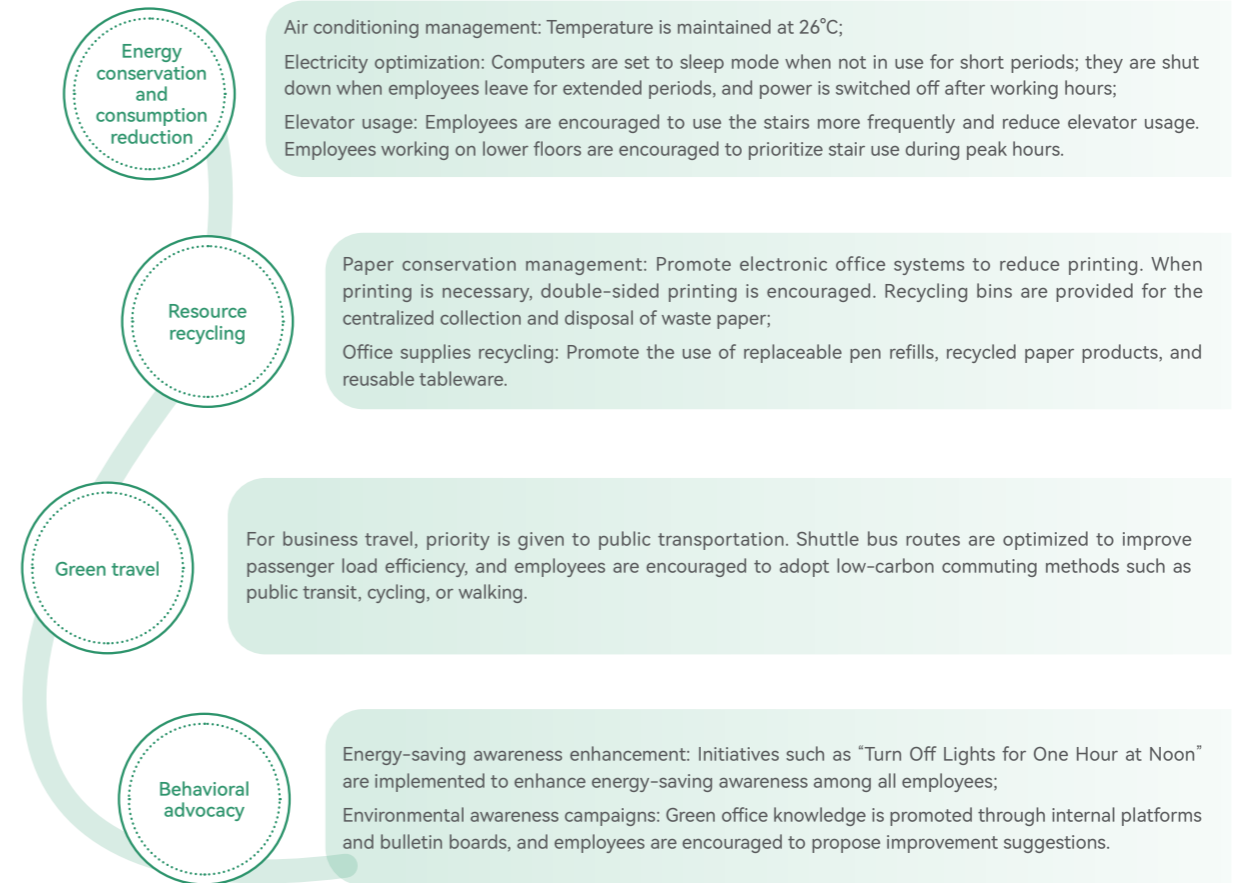 Energy
conservation
and
consumption
reduction
Air conditioning management: Temperature is maintained at 26℃;
Electricity optimization: Computers are set to sleep mode when not in use for short periods; they are shut
down when employees leave for extended periods, and power is switched off after working hours;
Elevator usage: Employees are encouraged to use the stairs more frequently and reduce elevator usage.
Employees working on lower floors are encouraged to prioritize stair use during peak hours.
Resource
recycling
Paper conservation management: Promote electronic office systems to reduce printing. When
printing is necessary, double-sided printing is encouraged. Recycling bins are provided for the
centralized collection and disposal of waste paper;
Office supplies recycling: Promote the use of replaceable pen refills, recycled paper products, and
reusable tableware.
Green travel
For business travel, priority is given to public transportation. Shuttle bus routes are optimized to improve
passenger load efficiency, and employees are encouraged to adopt low-carbon commuting methods such as
public transit, cycling, or walking.
Behavioral
advocacy
Energy-saving awareness enhancement: Initiatives such as “Turn Off Lights for One Hour at Noon”
are implemented to enhance energy-saving awareness among all employees;
Environmental awareness campaigns: Green office knowledge is promoted through internal platforms
and bulletin boards, and employees are encouraged to propose improvement suggestions.